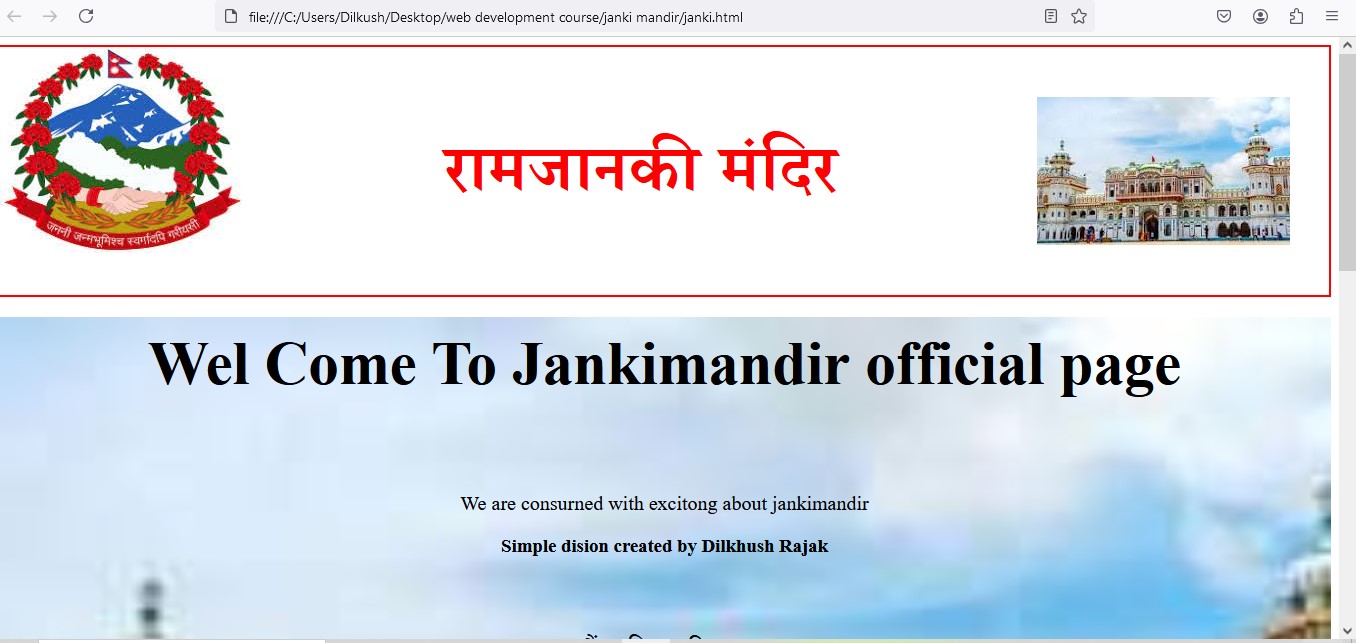 file:///C:/Users/Dilkush/Desktop/web development course/janki mandir/janki.html
जननी जन्मभूमिश्च स्वर्गादपि गरीयसी
रामजानकी मंदिर
Wel Come To Jankimandir official page
We are consurned with excitong about jankimandir
Simple dision created by Dilkhush Rajak